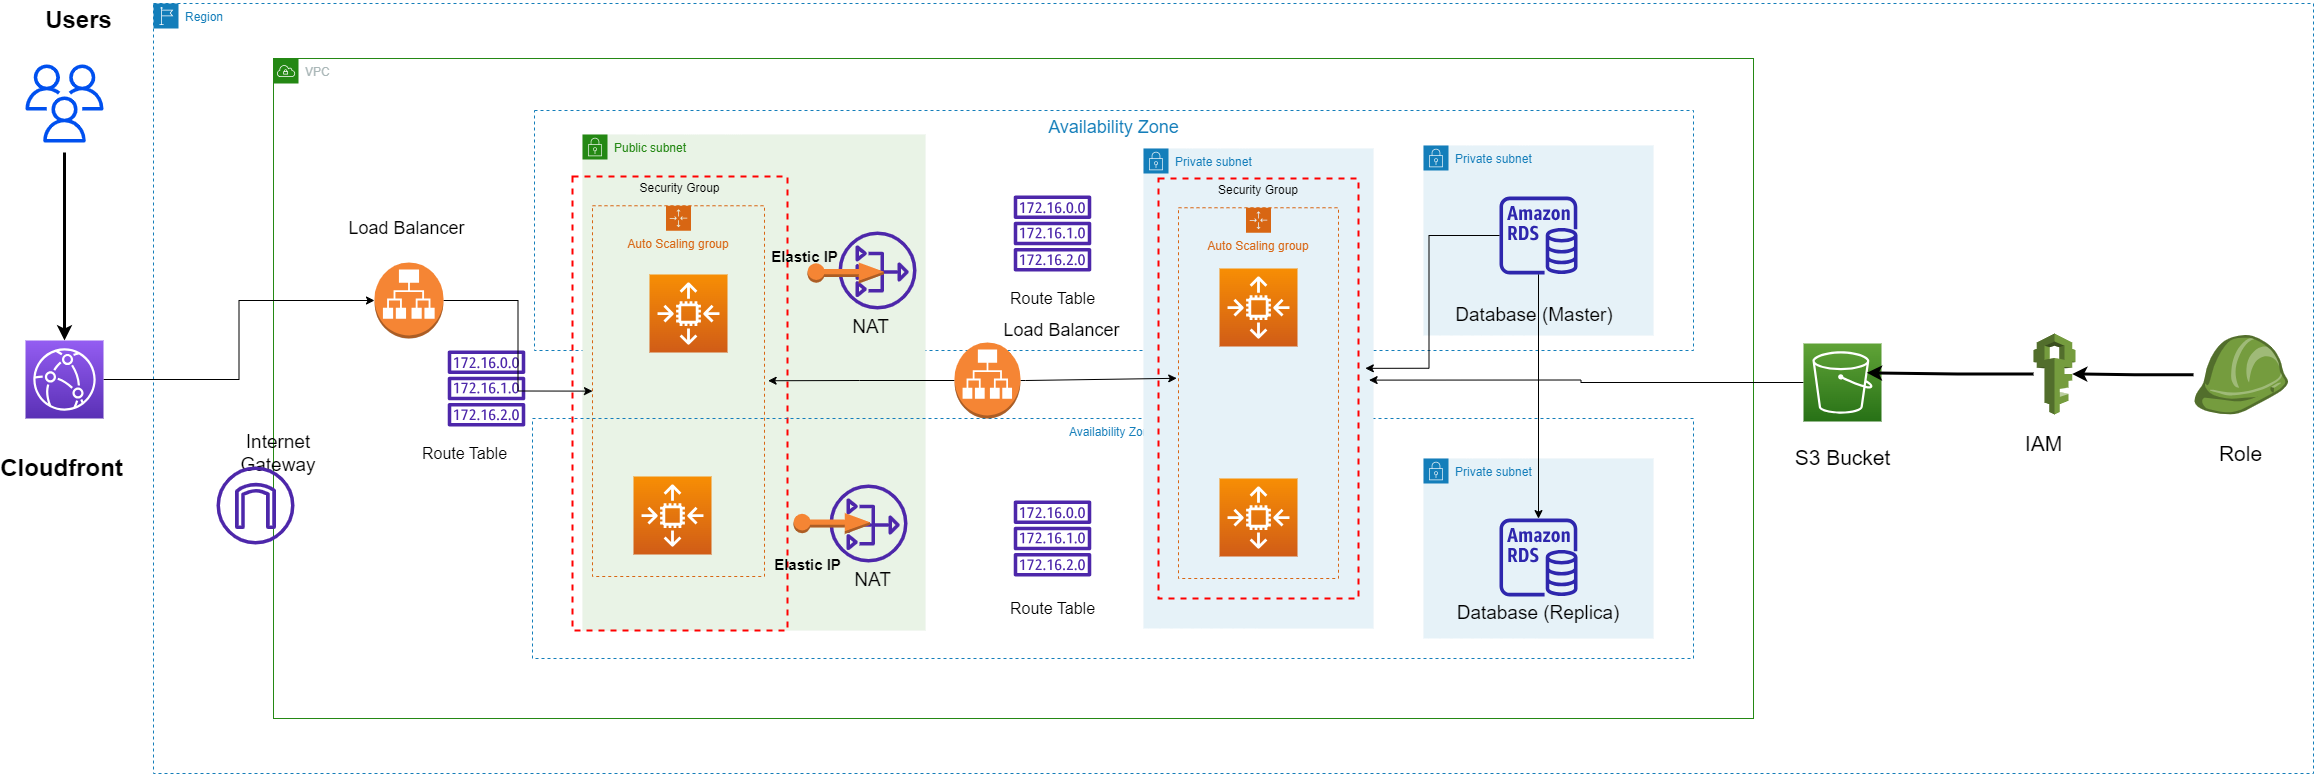 Users
Region
VPC
Availability Zone
Public subnet
Private subnet
Private subnet
Security Group
Security Group
Auto Scaling group
Auto Scaling group
Load Balancer
Elastic IP
NAT
172.16.0.0
172.16.1.0
172.16.2.0
Route Table
Load Balancer
Amazon
RDS
Database (Master)
172.16.0.0
172.16.1.0
172.16.2.0
Route Table
Cloudfront
Internet
Gateway
Availability Zo
Private subnet
S3 Bucket
IAM
Role
Elastic IP
NAT
172.16.0.0
172.16.1.0
172.16.2.0
Route Table
Amazon
RDS
Database (Replica)